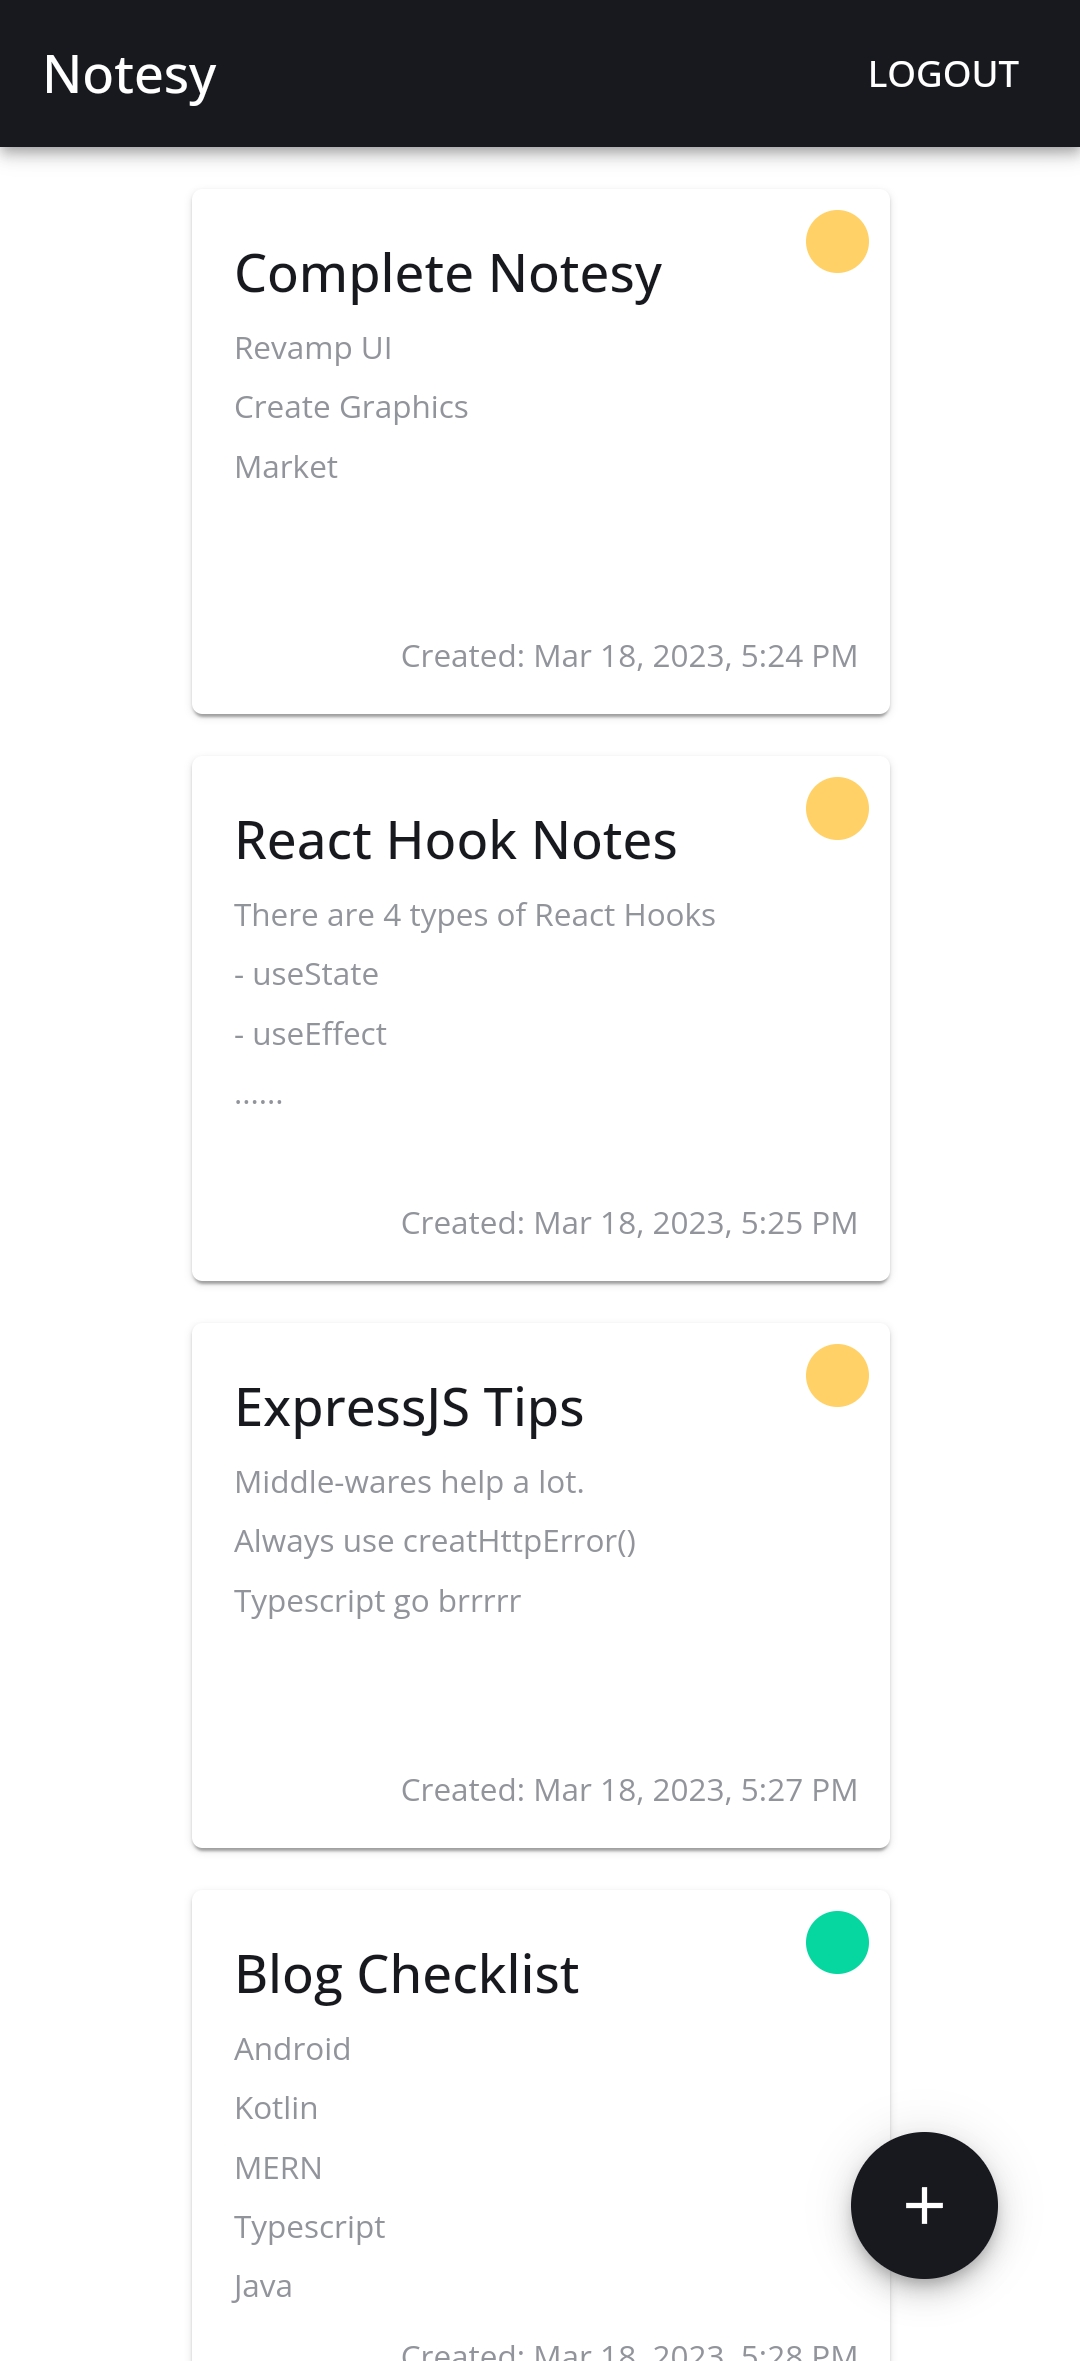 Notesy
LOGOUT
Complete Notesy
Revamp UI
Create Graphics
Market
Created: Mar 18, 2023, 5:24 PM
React Hook Notes
There are 4 types of React Hooks
- useState
- useEffect
......
Created: Mar 18, 2023, 5:25 PM
ExpressJS Tips
Middle-wares help a lot.
Always use creatHttpError()
Typescript go brrrrr
Created: Mar 18, 2023, 5:27 PM
Blog Checklist
Android
Kotlin
MERN
Typescript
Java
Created: Mar 18, 2023, 5:28 PM